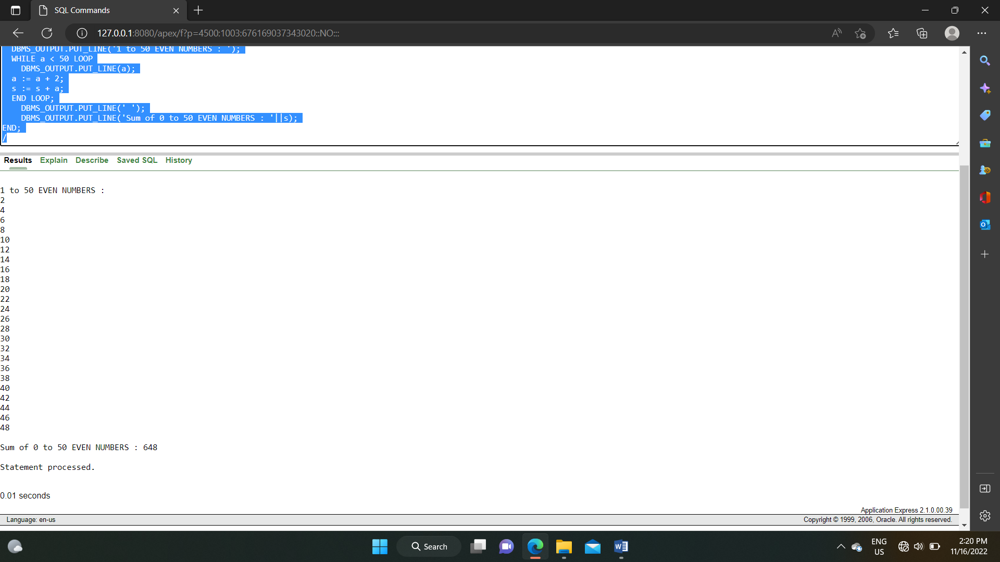 SQL Commands
127.0.0.1:8080/apex/f?p=4500:1003:676169037343020::NO:::
DBMS_OUTPUT.PUT_LINE('1 to 50 EVEN NUMBERS : ');
WHILE a < 50 LOOP
DBMS_OUTPUT.PUT_LINE(a);
a := a + 2;
s := s + a;
END LOOP;
DBMS_OUTPUT.PUT_LINE(' ');
DBMS_OUTPUT.PUT_LINE('Sum of 0 to 50 EVEN NUMBERS : '||s);
END;
/
Results Explain Describe Saved SQL History
1 to 50 EVEN NUMBERS :
2
4
6
8
10
12
14
16
18
20
22
24
26
28
30
32
34
36
38
40
42
44
46
48
Sum of 0 to 50 EVEN NUMBERS : 648
Statement processed.
0.01 seconds
Application Express 2.1.0.00.39
Language: en-us Copyright © 1999, 2006, Oracle. All rights reserved.
Search
ENG
US
2:20 PM
11/16/2022